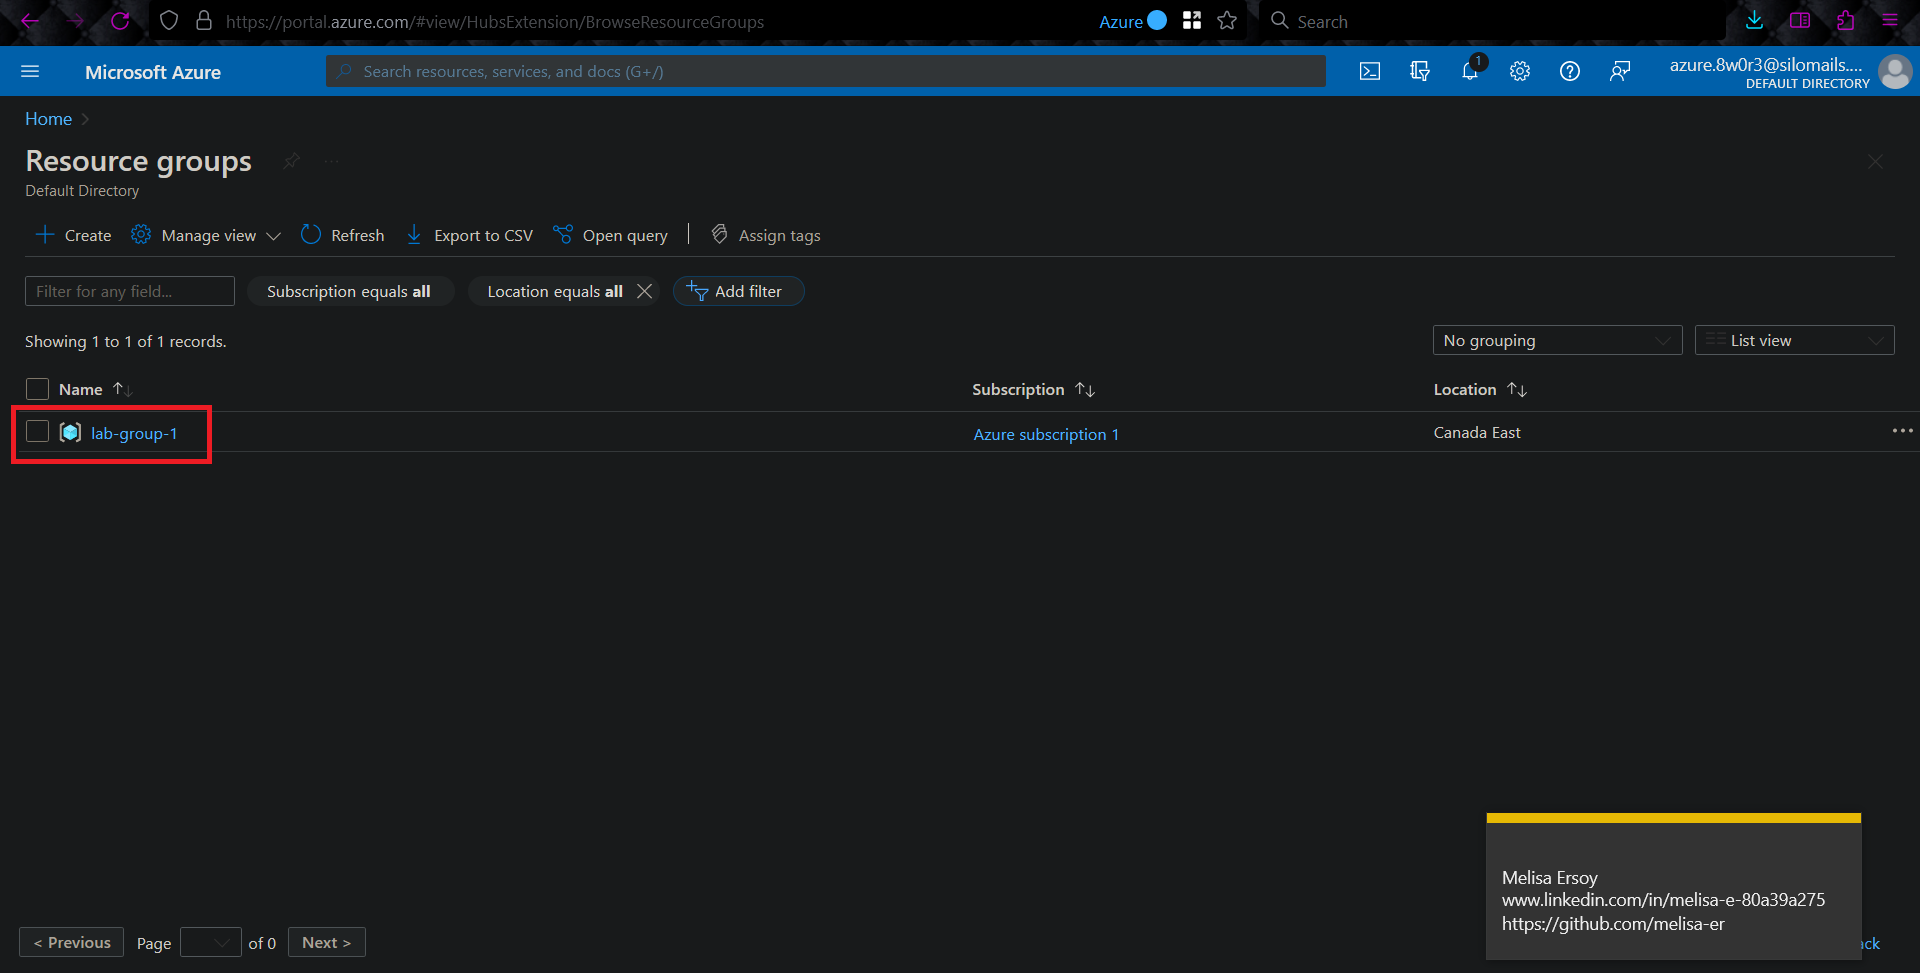 https://portal.azure.com/#view/HubsExtension/BrowseResourceGroups
Azure
Search
Microsoft Azure
Search resources, services, and docs (G+/)
1
azure.8w0r3@silomails....
DEFAULT DIRECTORY
Home
Resource groups
Default Directory
Create
Manage view
Refresh
Export to CSV
Open query
Assign tags
Filter for any field...
Subscription equals all
Location equals all
Add filter
Showing 1 to 1 of 1 records.
No grouping
List view
Name
Subscription
Location
lab-group-1
Azure subscription 1
Canada East
Melisa Ersoy
www.linkedin.com/in/melisa-e-80a39a275
https://github.com/melisa-er
< Previous
Page
of 0
Next >